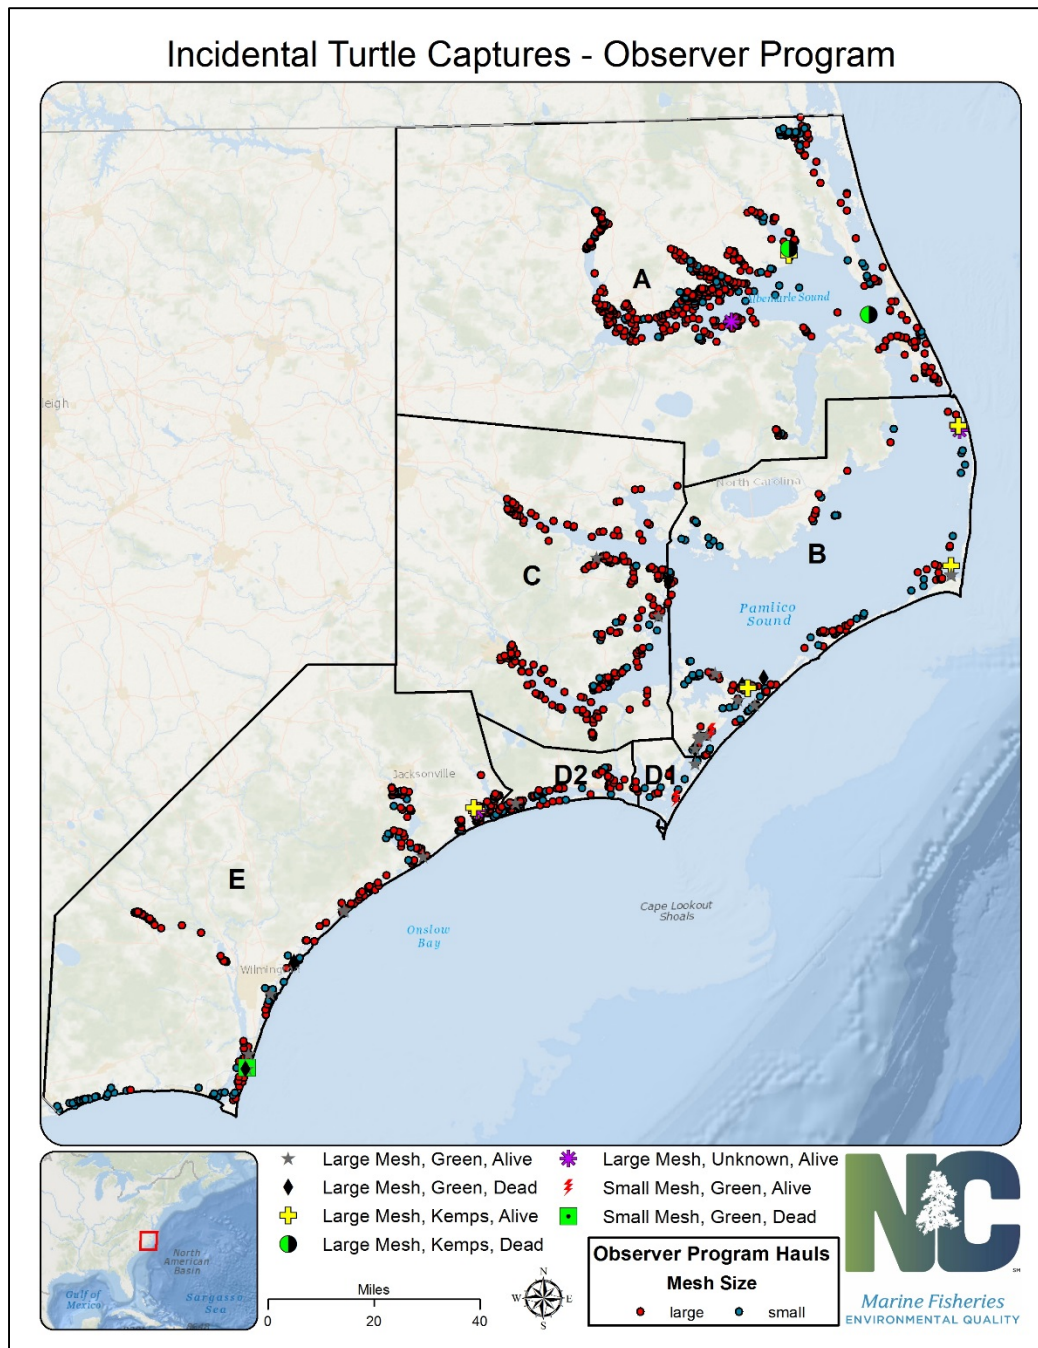 Incidental Turtle Captures - Observer Program
A
Albemarle Sound
leigh
North Carolina
B
C
Pamlico
Sound
Jacksonville
D2
D1
E
Cape Lookout
Shoals
Onslow
Bay
Wilmington
Large Mesh, Green, Alive
Large Mesh, Green, Dead
Large Mesh, Kemps, Alive
Large Mesh, Kemps, Dead
Large Mesh, Unknown, Alive
Small Mesh, Green, Alive
Small Mesh, Green, Dead
North
American
Basin
Gulf of
Mexico
Sargasso
Sea
Miles
0 20 40
N
W E
S
Observer Program Hauls
Mesh Size
large small
NC
SM
Marine Fisheries
ENVIRONMENTAL QUALITY